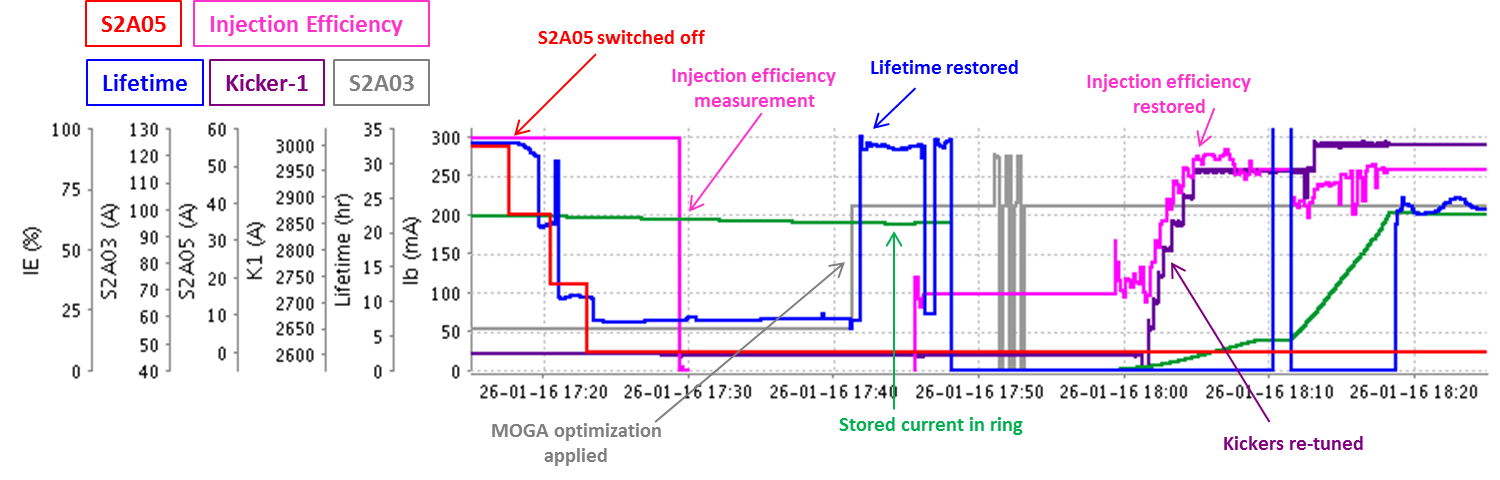 S2A05 Injection Efficiency
S2A05 switched off
Lifetime Kicker-1 S2A03
Injection efficiency
measurement
Lifetime restored
Injection efficiency
restored
100 130 60 3000 35 300
120 2950 30 250
75 110 50 2900 25 200
100 40 2850 20 150
50 90 30 2800 15 100
80 20 2750 10 50
25 70 10 2700 5 0
60 0 2650 0
0 50 2600
40
IE (%)
S2A03 (A)
S2A05 (A)
K1 (A)
Lifetime (hr)
Ib (mA)
26-01-16 17:20 26-01-16 17:30 26-01-16 17:40 26-01-16 17:50 26-01-16 18:00 26-01-16 18:10 26-01-16 18:20
MOGA optimization
applied
Stored current in ring
Kickers re-tuned